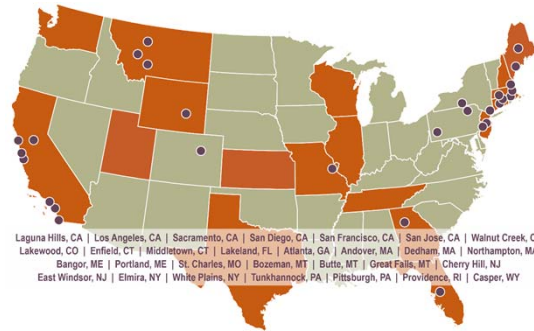 Laguna Hills, CA | Los Angeles, CA | Sacramento, CA | San Diego, CA | San Francisco, CA | San Jose, CA | Walnut Creek, C
Lakewood, CO | Enfield, CT | Middletown, CT | Lakeland, FL | Atlanta, GA | Andover, MA | Dedham, MA | Northampton, MA
Bangor, ME | Portland, ME | St. Charles, MO | Bozeman, MT | Butte, MT | Great Falls, MT | Cherry Hill, NJ
East Windsor, NJ | Elmira, NY | White Plains, NY | Tunkhannock, PA | Pittsburgh, PA | Providence, RI | Casper, WY